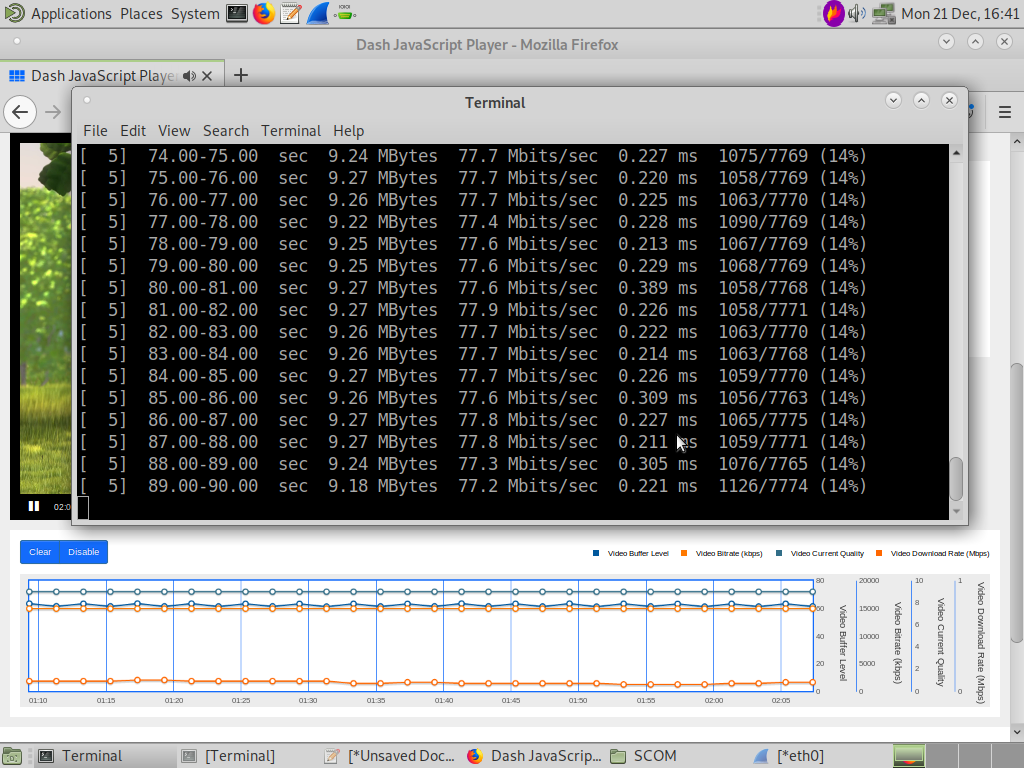 Applications Places System Mon 21 Dec, 16:41
Dash JavaScript Player - Mozilla Firefox
Dash JavaScript Playe
Terminal
File Edit View Search Terminal Help
[  5]  74.00-75.00  sec  9.24 MBytes  77.7 Mbits/sec  0.227 ms  1075/7769 (14%)
[  5]  75.00-76.00  sec  9.27 MBytes  77.7 Mbits/sec  0.220 ms  1058/7769 (14%)
[  5]  76.00-77.00  sec  9.26 MBytes  77.7 Mbits/sec  0.225 ms  1063/7770 (14%)
[  5]  77.00-78.00  sec  9.22 MBytes  77.4 Mbits/sec  0.228 ms  1090/7769 (14%)
[  5]  78.00-79.00  sec  9.25 MBytes  77.6 Mbits/sec  0.213 ms  1067/7769 (14%)
[  5]  79.00-80.00  sec  9.25 MBytes  77.6 Mbits/sec  0.229 ms  1068/7769 (14%)
[  5]  80.00-81.00  sec  9.27 MBytes  77.6 Mbits/sec  0.389 ms  1058/7768 (14%)
[  5]  81.00-82.00  sec  9.27 MBytes  77.9 Mbits/sec  0.226 ms  1058/7771 (14%)
[  5]  82.00-83.00  sec  9.26 MBytes  77.7 Mbits/sec  0.222 ms  1063/7770 (14%)
[  5]  83.00-84.00  sec  9.26 MBytes  77.7 Mbits/sec  0.214 ms  1063/7768 (14%)
[  5]  84.00-85.00  sec  9.27 MBytes  77.7 Mbits/sec  0.226 ms  1059/7770 (14%)
[  5]  85.00-86.00  sec  9.26 MBytes  77.6 Mbits/sec  0.309 ms  1056/7763 (14%)
[  5]  86.00-87.00  sec  9.27 MBytes  77.8 Mbits/sec  0.227 ms  1065/7775 (14%)
[  5]  87.00-88.00  sec  9.27 MBytes  77.8 Mbits/sec  0.211 ms  1059/7771 (14%)
[  5]  88.00-89.00  sec  9.24 MBytes  77.3 Mbits/sec  0.305 ms  1076/7765 (14%)
[  5]  89.00-90.00  sec  9.18 MBytes  77.2 Mbits/sec  0.221 ms  1126/7774 (14%)
02:0
Clear Disable Video Buffer Level Video Bitrate (kbps) Video Current Quality Video Download Rate (Mbps)
80 60 40 20 0
Video Buffer Level
20000 15000 10000 5000 0
Video Bitrate (kbps)
10 8 6 4 2 0
Video Current Quality
1 0
Video Download Rate (Mbps)
01:10 01:15 01:20 01:25 01:30 01:35 01:40 01:45 01:50 01:55 02:00 02:05
Terminal [Terminal] [*Unsaved Doc... Dash JavaScrip... SCOM [*eth0]